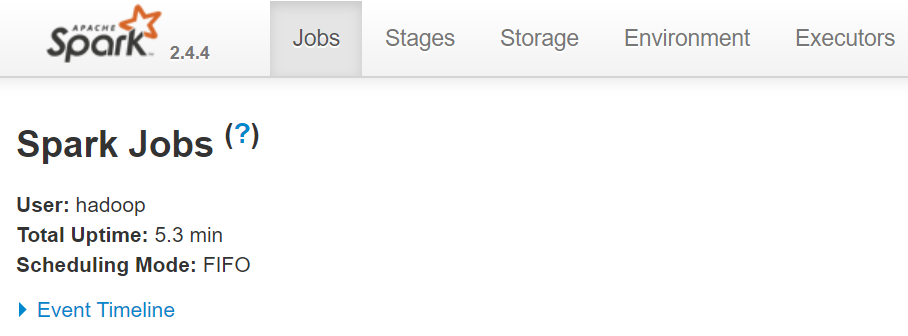 APACHE
Spark™ 2.4.4 Jobs Stages Storage Environment Executors
Spark Jobs (?)
User: hadoop
Total Uptime: 5.3 min
Scheduling Mode: FIFO
Event Timeline